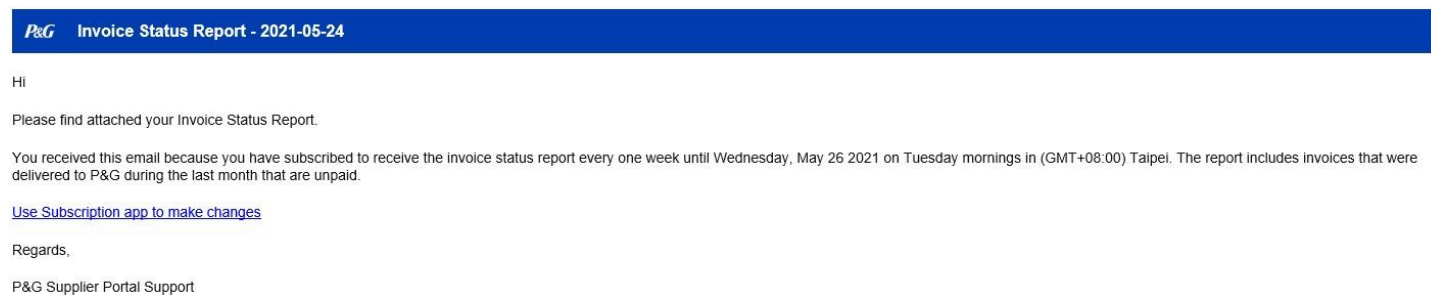 P&G Invoice Status Report - 2021-05-24
Hi
Please find attached your Invoice Status Report.
You received this email because you have subscribed to receive the invoice status report every one week until Wednesday, May 26 2021 on Tuesday mornings in (GMT+08:00) Taipei. The report includes invoices that were
delivered to P&G during the last month that are unpaid.
Use Subscription app to make changes
Regards,
P&G Supplier Portal Support